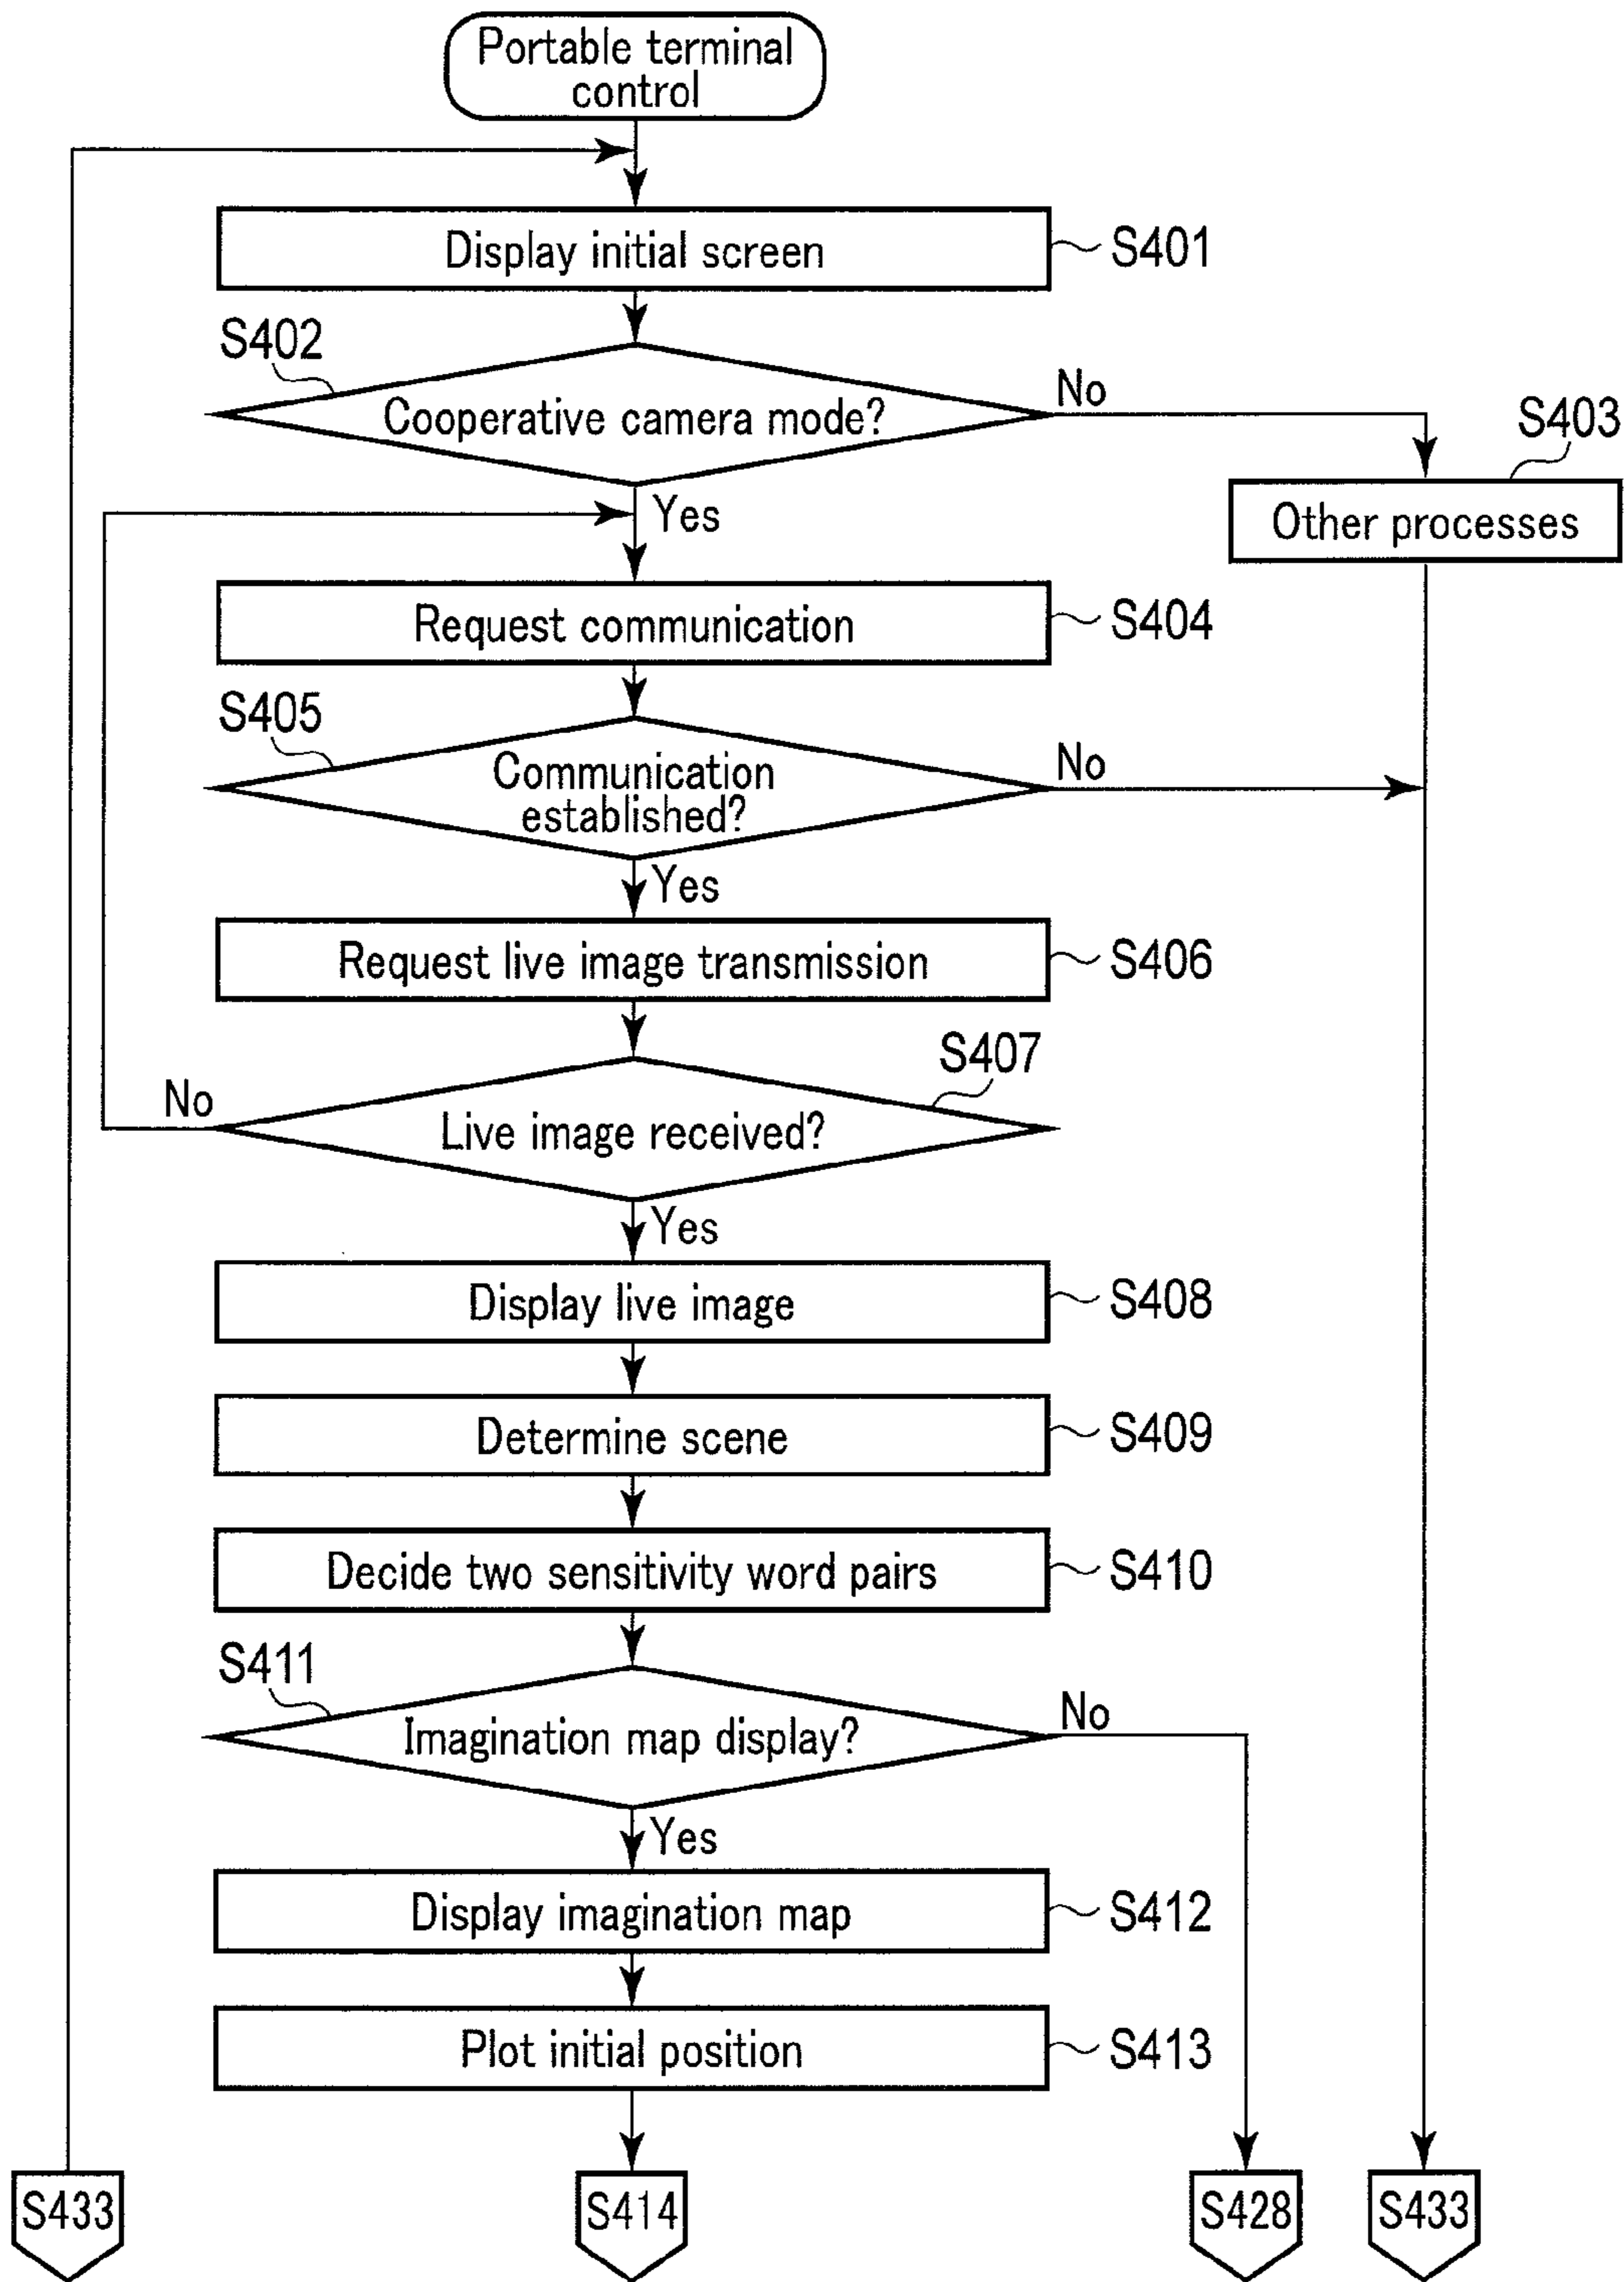 Portable terminal
control
Display initial screen
S401
S402
Cooperative camera mode?
No
S403
Yes
Other processes
Request communication
S404
S405
Communication
established?
No
Yes
Request live image transmission
S406
S407
No
Live image received?
Yes
Display live image
S408
Determine scene
S409
Decide two sensitivity word pairs
S410
S411
Imagination map display?
No
Yes
Display imagination map
S412
Plot initial position
S413
S433
S414
S428
S433